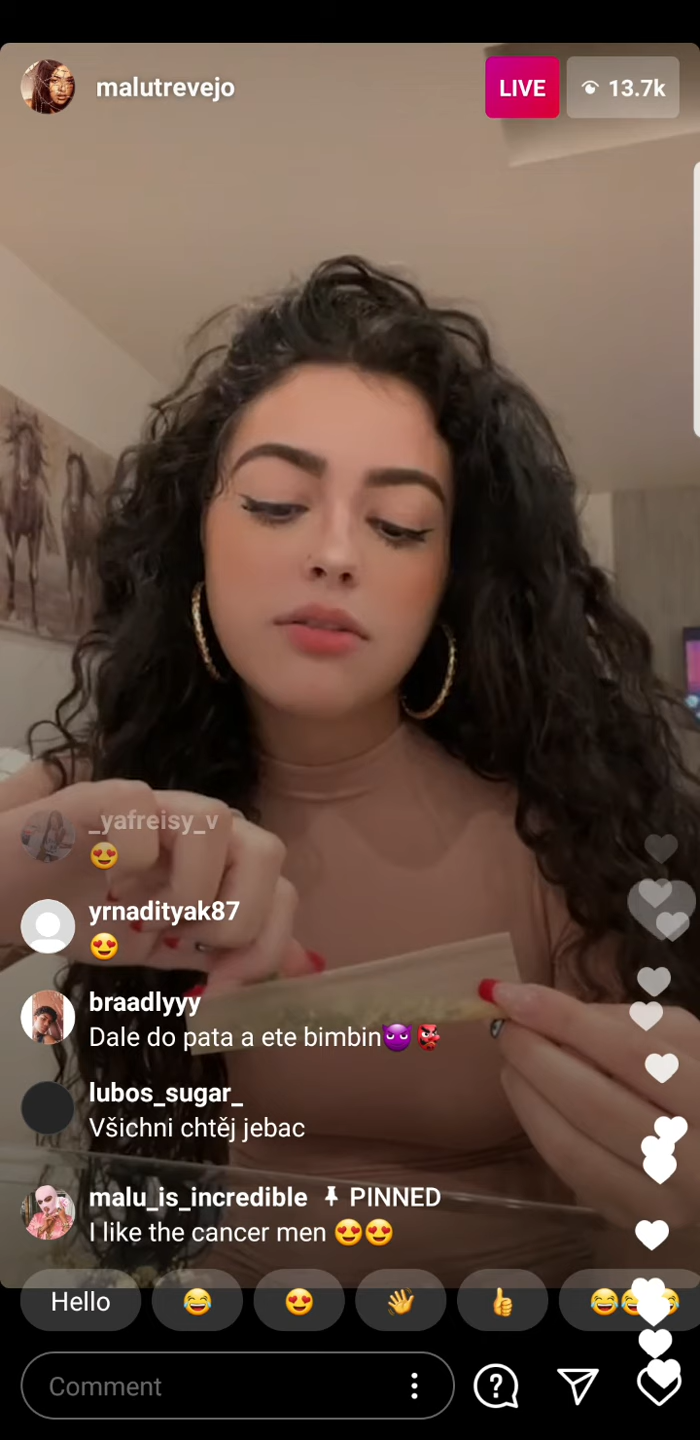 malutrevejo
LIVE
13.7k
_yafreisy_v
😍
yrnadityak87
😍
braadlyyy
Dale do pata a ete bimbin😈👺
lubos_sugar_
Všichni chtěj jebac
malu_is_incredible 📌 PINNED
I like the cancer men 😍😍
Hello 😂 😍 👋 👍 😂😂😂
Comment